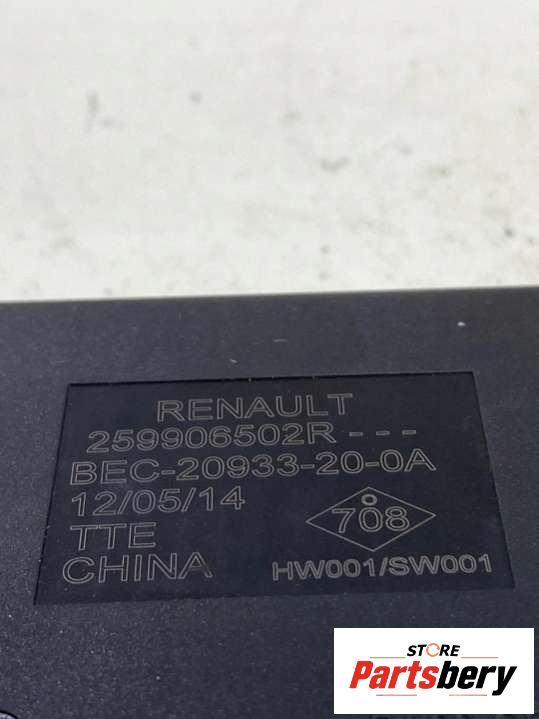 RENAULT
259906502R---
BEC-20933-20-0A
12/05/14
TTE
708
CHINA
HW001/SW001
STORE
Partsbery